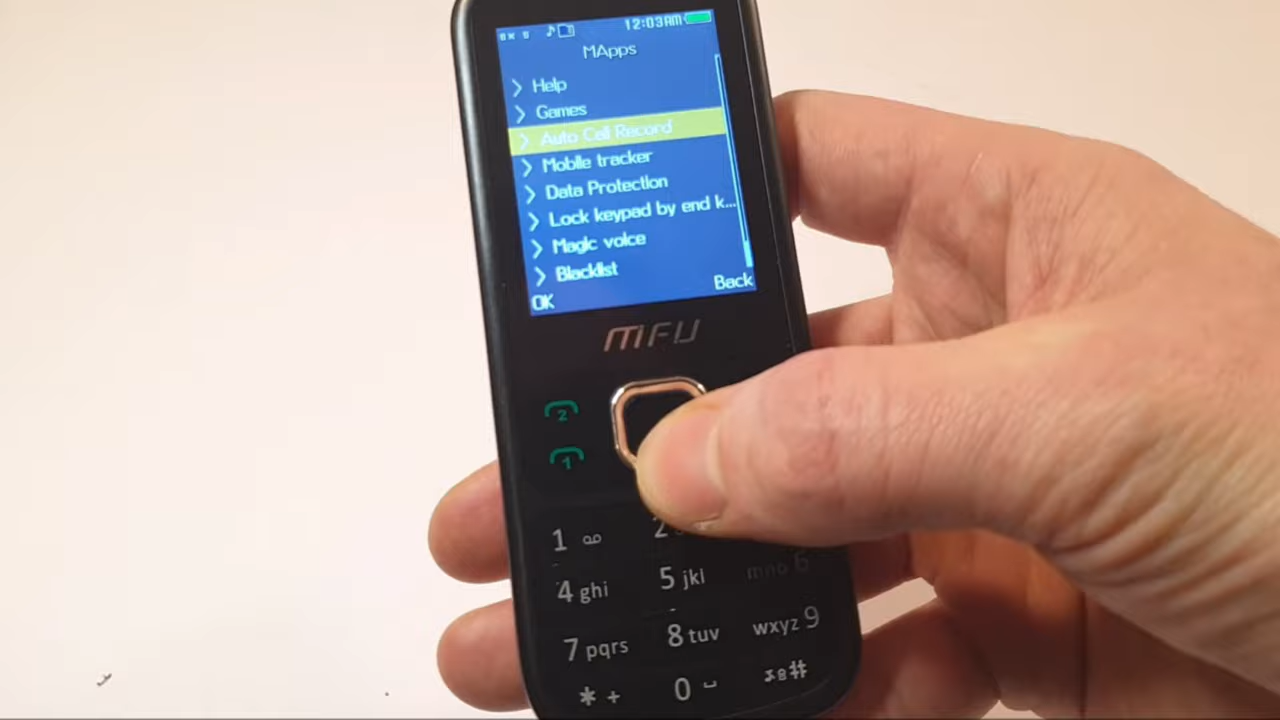 12:03AM
MApps
Help
Games
Auto Call Record
Mobile tracker
Data Protection
Lock keypad by end k...
Magic voice
Blacklist
OK Back
MFU
2
1
1 2
4 ghi 5 jkl mno 6
7 pqrs 8 tuv wxyz 9
* + 0 #